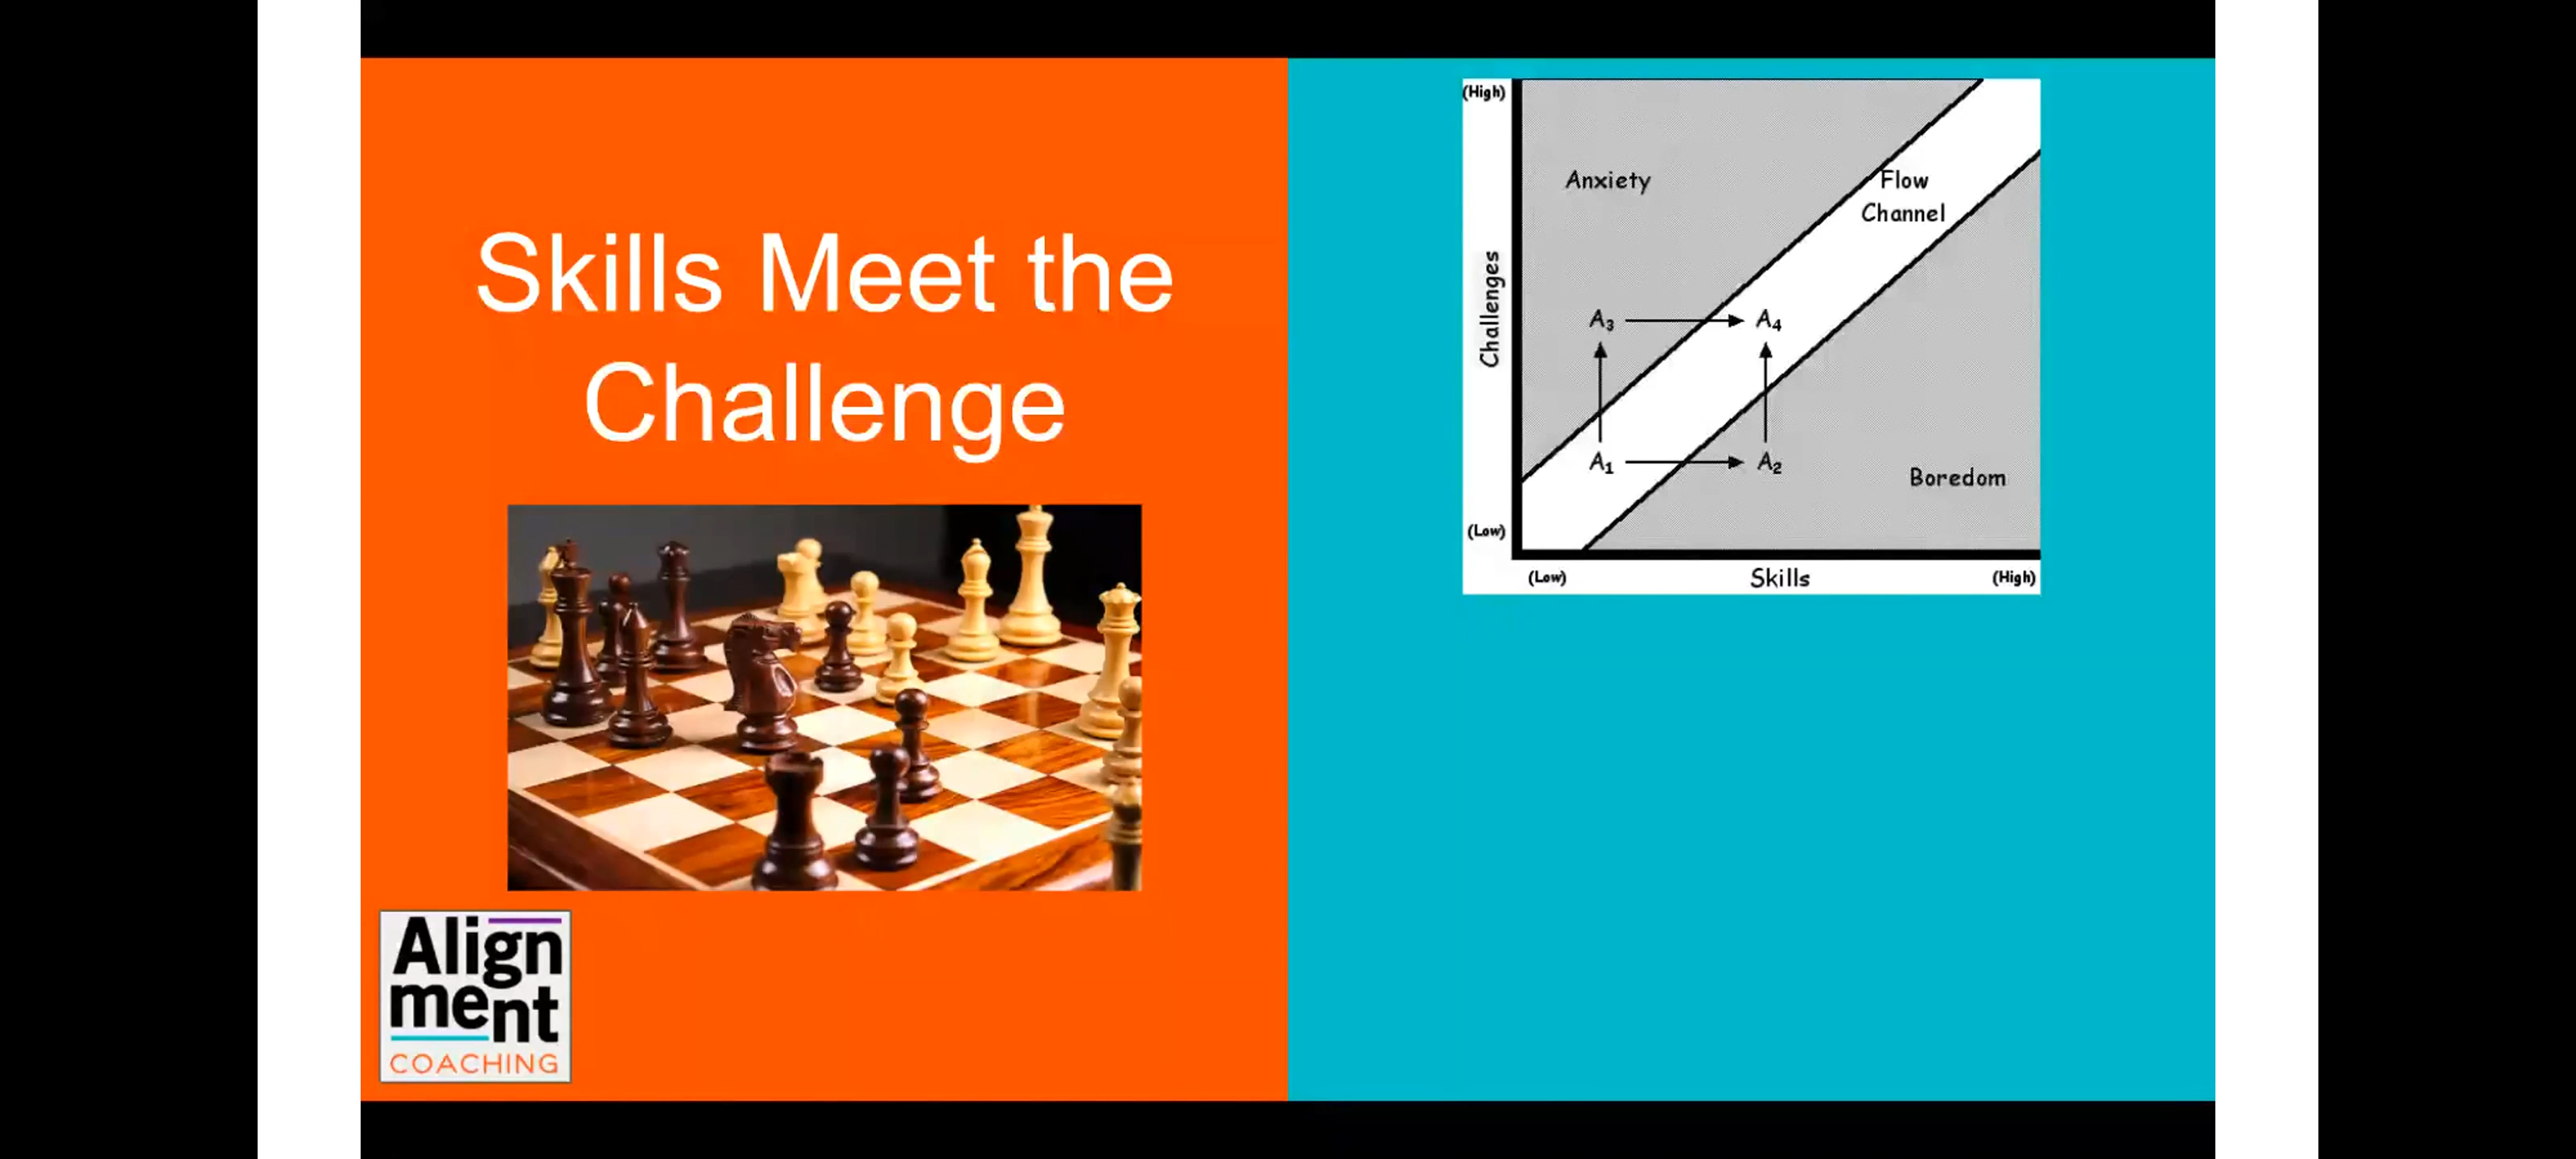 Skills Meet the
Challenge
Align
ment
COACHING
(High)
Anxiety
Flow
Channel
Challenges
A₃
A₄
A₁
A₂
Boredom
(Low)
(Low)
Skills
(High)